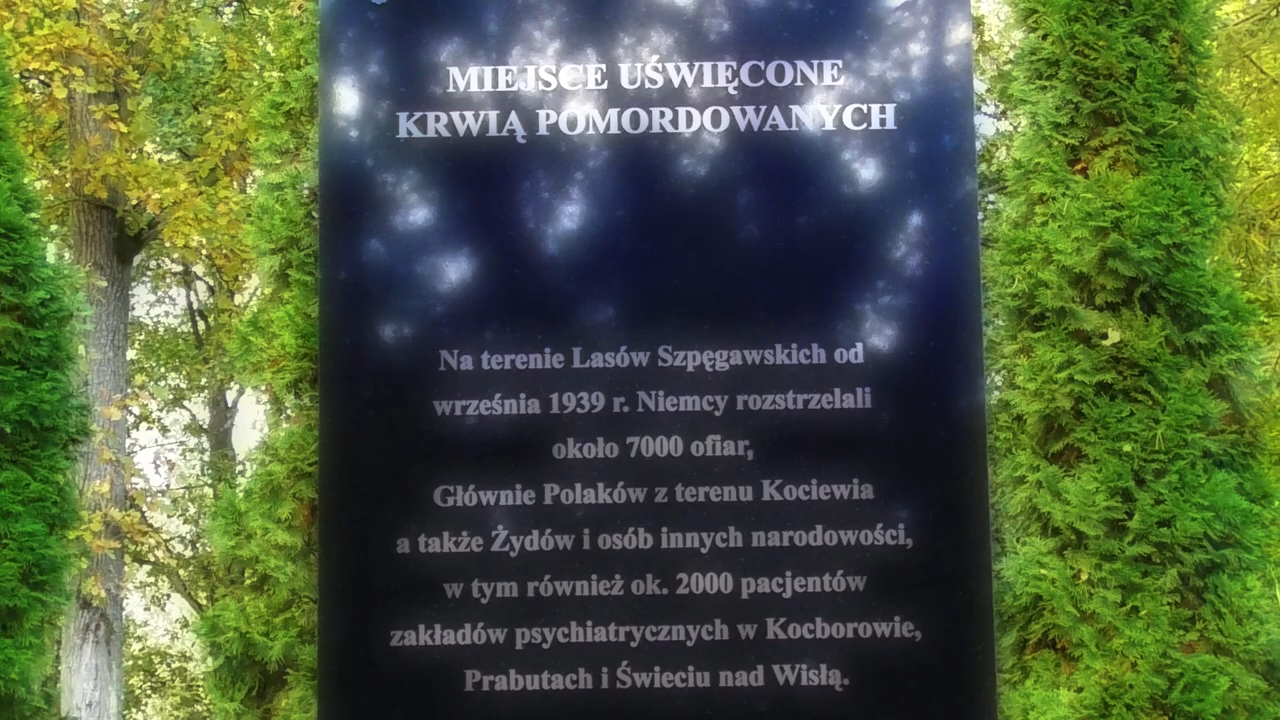 MIEJSCE UŚWIĘCONE
KRWIĄ POMORDOWANYCH
Na terenie Lasów Szpęgawskich od
września 1939 r. Niemcy rozstrzelali
około 7000 ofiar,
Głównie Polaków z terenu Kociewia
a także Żydów i osób innych narodowości,
w tym również ok. 2000 pacjentów
zakładów psychiatrycznych w Kocborowie,
Prabutach i Świeciu nad Wisłą.